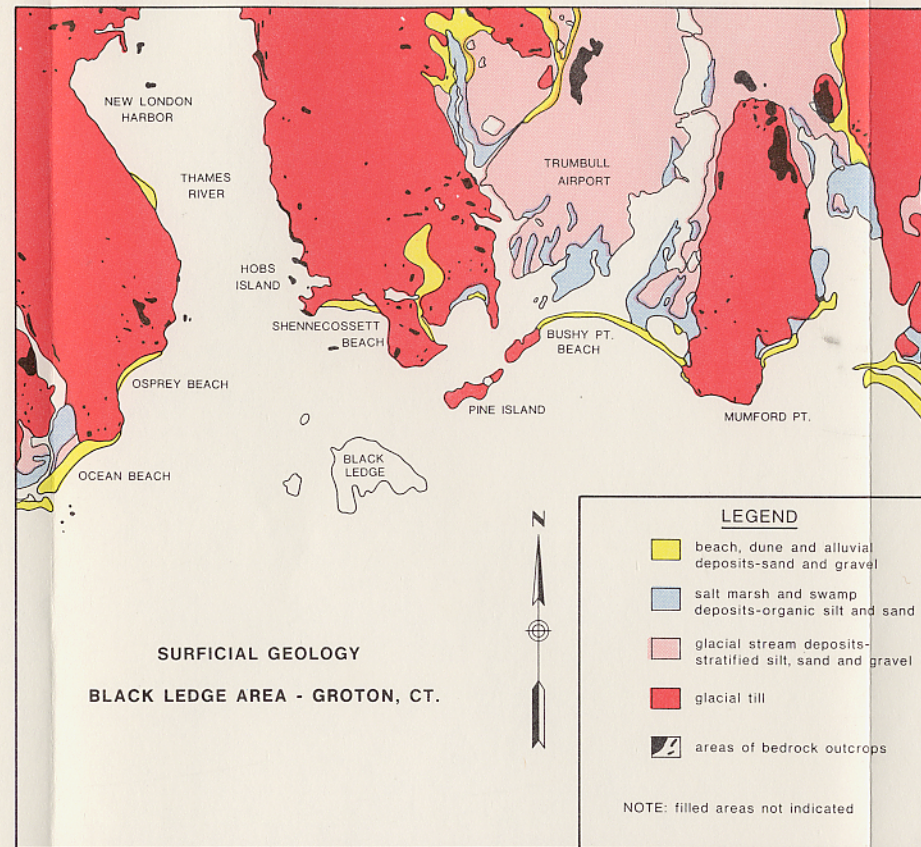 NEW LONDON
HARBOR
THAMES
RIVER
TRUMBULL
AIRPORT
HOBS
ISLAND
SHENNECOSSETT
BEACH
BUSHY PT.
BEACH
OSPREY BEACH
PINE ISLAND
MUMFORD PT.
OCEAN BEACH
BLACK
LEDGE
N
LEGEND
beach, dune and alluvial
deposits-sand and gravel
salt marsh and swamp
deposits-organic silt and sand
glacial stream deposits-
stratified silt, sand and gravel
glacial till
areas of bedrock outcrops
NOTE: filled areas not indicated
SURFICIAL GEOLOGY
BLACK LEDGE AREA - GROTON, CT.